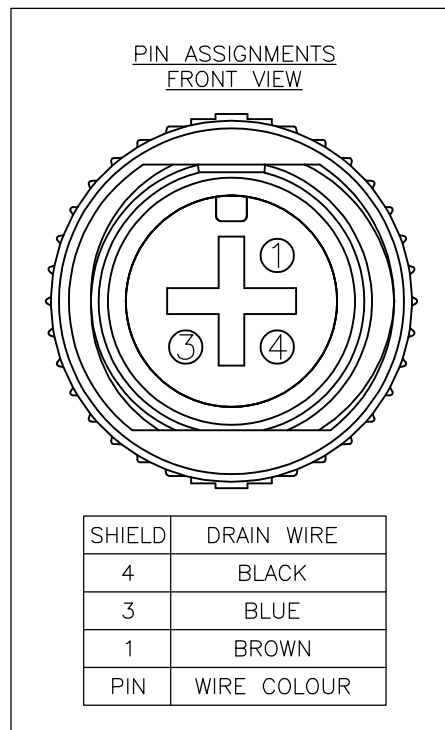 PIN ASSIGNMENTS
FRONT VIEW
1
3 4
SHIELD DRAIN WIRE
4 BLACK
3 BLUE
1 BROWN
PIN WIRE COLOUR